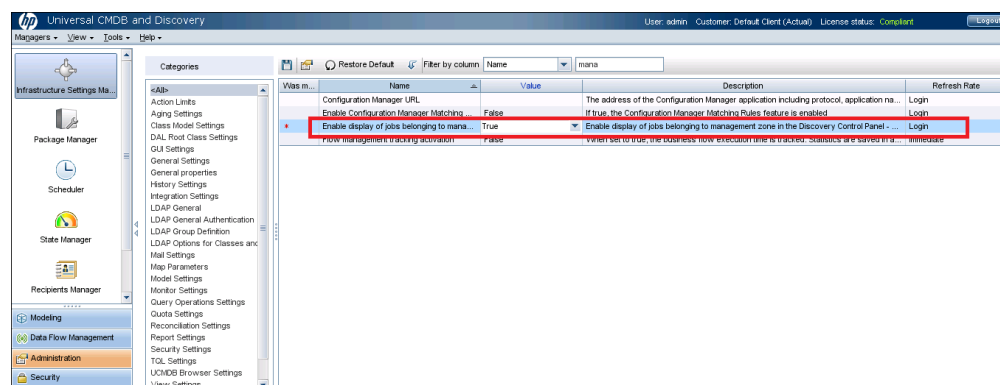 hp Universal CMDB and Discovery
User: admin Customer: Default Client (Actual) License status: Compliant
Logout
Managers View Tools Help
Infrastructure Settings Ma...
Package Manager
Scheduler
State Manager
Recipients Manager
Modeling
Data Flow Management
Administration
Security
Categories
<All>
Action Limits
Aging Settings
Class Model Settings
DAL Root Class Settings
GUI Settings
General Settings
General properties
History Settings
Integration Settings
LDAP General
LDAP General Authentication
LDAP Group Definition
LDAP Options for Classes and
Mail Settings
Map Parameters
Model Settings
Monitor Settings
Query Operations Settings
Quota Settings
Reconciliation Settings
Report Settings
Security Settings
TQL Settings
UCMDB Browser Settings
View Settings
Restore Default Filter by column Name mana
Was m... Name Value Description Refresh Rate
Configuration Manager URL The address of the Configuration Manager application including protocol, application na... Login
Enable Configuration Manager Matching ... False If true, the Configuration Manager Matching Rules feature is enabled Login
* Enable display of jobs belonging to mana... True Enable display of jobs belonging to management zone in the Discovery Control Panel - ... Login
Flow management tracking activation False When set to true, the business flow execution time is tracked. Statistics are saved in a... Immediate